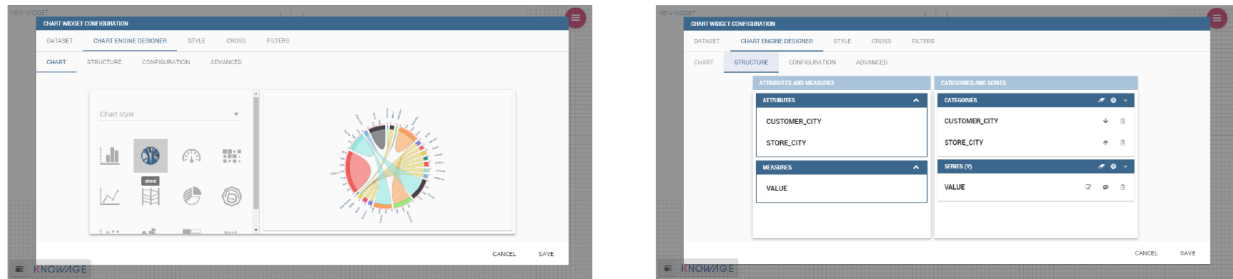 NEW WIDGET
CHART WIDGET CONFIGURATION
DATASET CHART ENGINE DESIGNER STYLE CROSS FILTERS
CHART STRUCTURE CONFIGURATION ADVANCED
Chart style
chord
CANCEL SAVE
KNOWAGE
NEW WIDGET
CHART WIDGET CONFIGURATION
DATASET CHART ENGINE DESIGNER STYLE CROSS FILTERS
CHART STRUCTURE CONFIGURATION ADVANCED
ATTRIBUTES AND MEASURES
ATTRIBUTES
CUSTOMER_CITY
STORE_CITY
MEASURES
VALUE
CATEGORIES AND SERIES
CATEGORIES
CUSTOMER_CITY
STORE_CITY
SERIES (Y)
VALUE
CANCEL SAVE
KNOWAGE